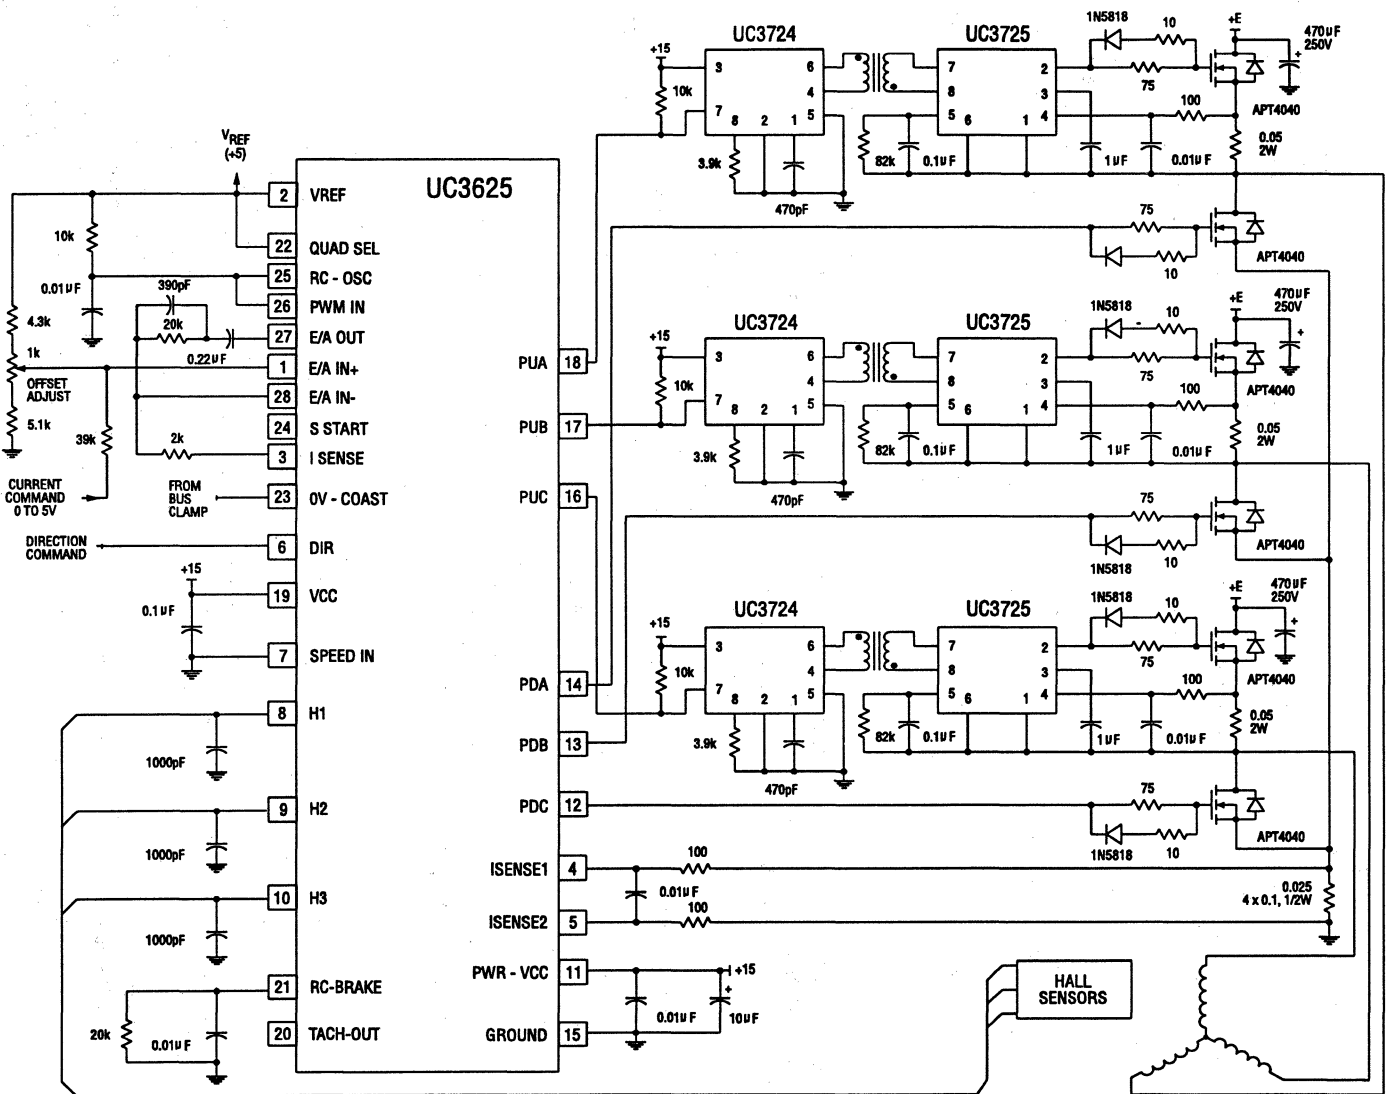 UC3625
VREF
(+5)
2 VREF
22 QUAD SEL
25 RC - OSC
26 PWM IN
27 E/A OUT
1 E/A IN+
28 E/A IN-
24 S START
3 I SENSE
23 0V - COAST
6 DIR
19 VCC
7 SPEED IN
8 H1
9 H2
10 H3
21 RC-BRAKE
20 TACH-OUT
10k
0.01µF
390pF
20k
0.22µF
4.3k
1k
OFFSET
ADJUST
5.1k
39k
2k
CURRENT
COMMAND
0 TO 5V
FROM
BUS
CLAMP
DIRECTION
COMMAND
+15
0.1µF
1000pF
1000pF
1000pF
20k
0.01µF
PUA 18
PUB 17
PUC 16
PDA 14
PDB 13
PDC 12
ISENSE1 4
ISENSE2 5
PWR - VCC 11
GROUND 15
100
0.01µF
100
+15
0.01µF
+
10µF
UC3724
+15
10k
3
7
6
4
5
8 2 1
3.9k
470pF
UC3725
7
8
5
6
1
2
3
4
82k
0.1µF
1µF
0.01µF
1N5818
10
75
100
+E
470µF
250V
+
APT4040
0.05
2W
75
10
APT4040
UC3724
+15
10k
3
7
6
4
5
8 2 1
3.9k
470pF
UC3725
7
8
5
6
1
2
3
4
82k
0.1µF
1µF
0.01µF
1N5818
10
75
100
+E
470µF
250V
+
APT4040
0.05
2W
75
1N5818
10
APT4040
UC3724
+15
10k
3
7
6
4
5
8 2 1
3.9k
470pF
UC3725
7
8
5
6
1
2
3
4
82k
0.1µF
1µF
0.01µF
1N5818
10
75
100
+E
470µF
250V
+
APT4040
0.05
2W
75
1N5818
10
APT4040
0.025
4 x 0.1, 1/2W
HALL
SENSORS